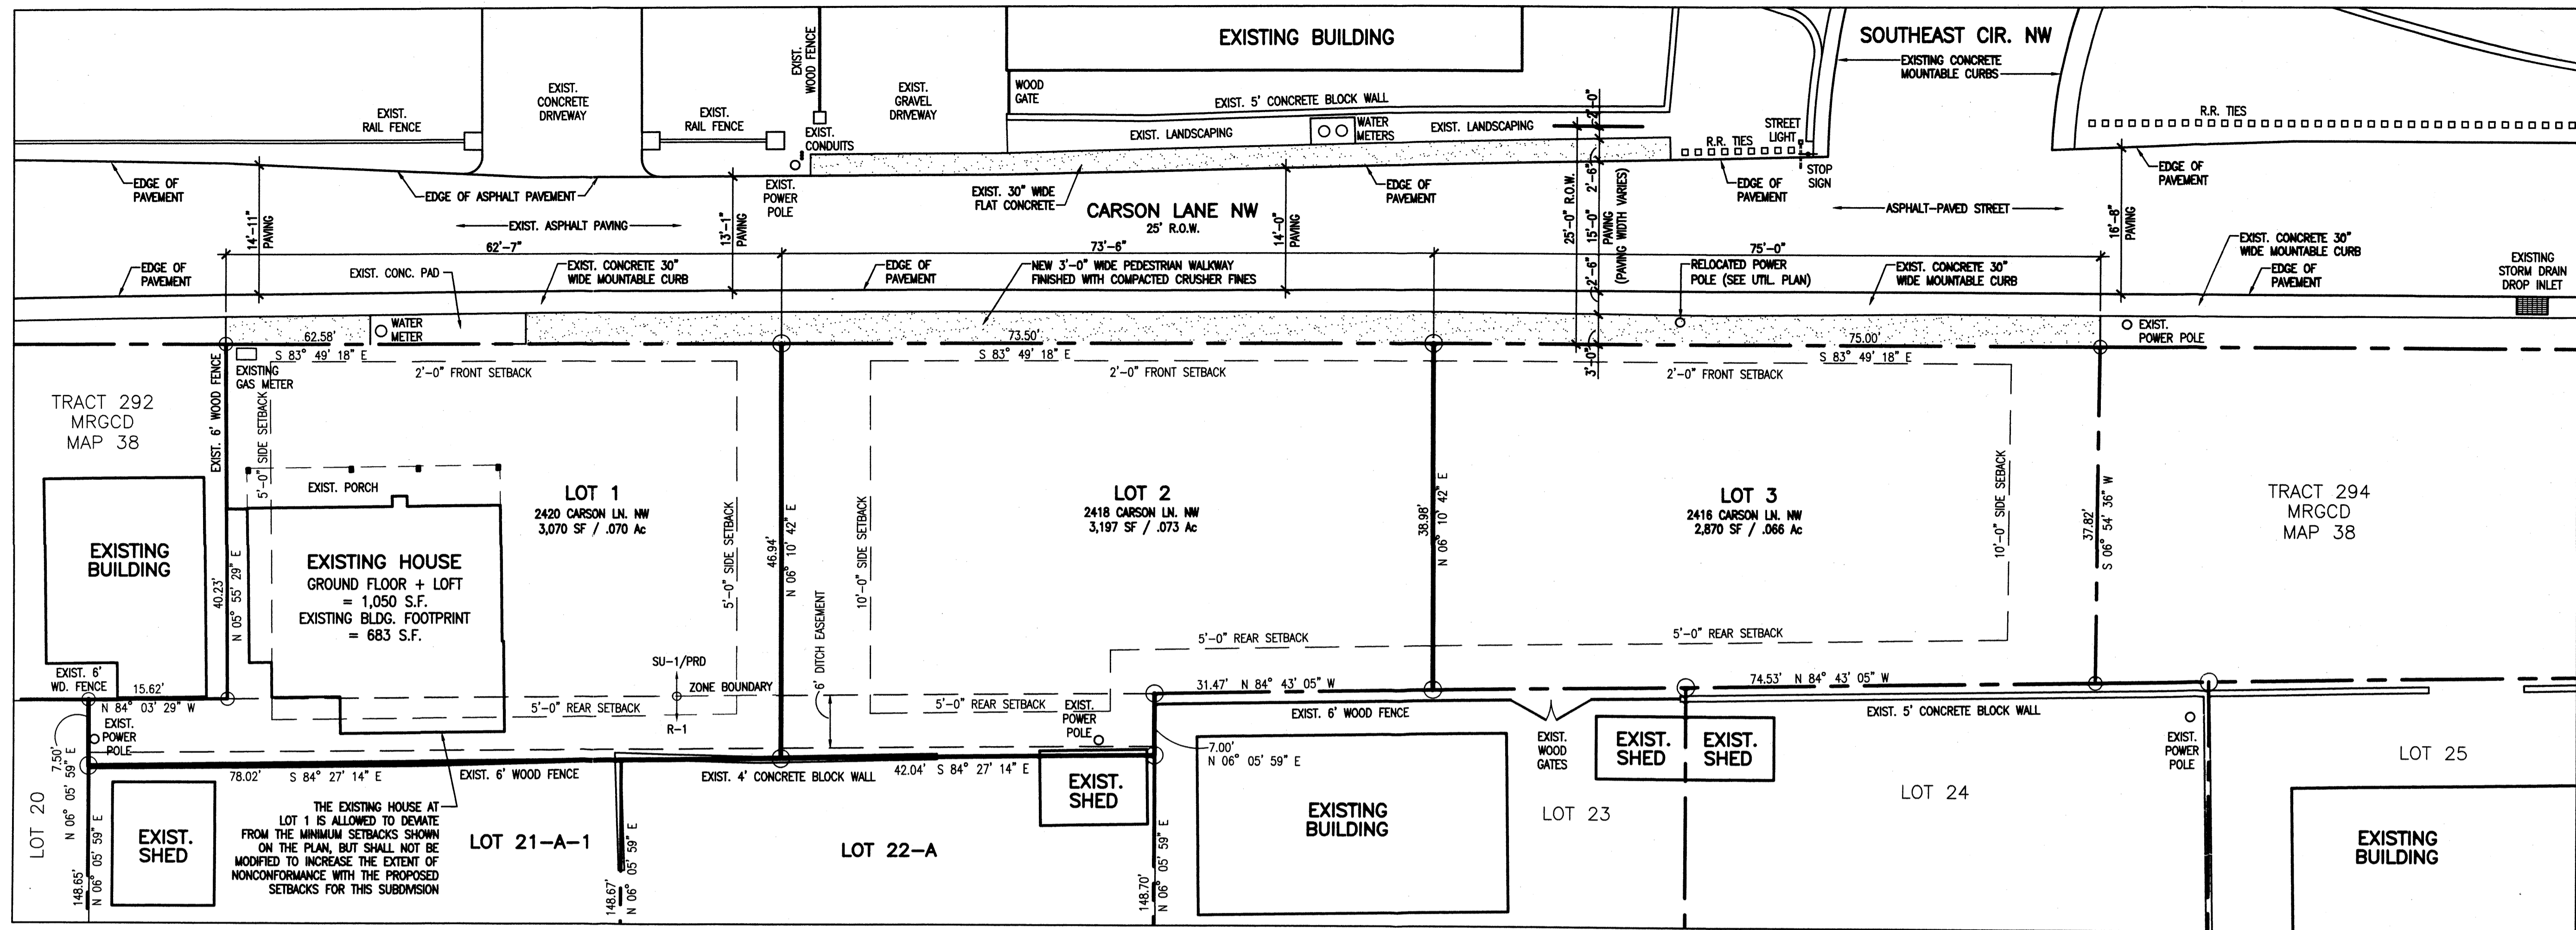 EXISTING BUILDING
SOUTHEAST CIR. NW
EXISTING CONCRETE
MOUNTABLE CURBS
EXIST.
WOOD FENCE
EXIST.
CONCRETE
DRIVEWAY
EXIST.
GRAVEL
DRIVEWAY
WOOD
GATE
EXIST. 5' CONCRETE BLOCK WALL
2'-0"
R.R. TIES
EXIST.
RAIL FENCE
EXIST.
RAIL FENCE
EXIST.
CONDUITS
EXIST. LANDSCAPING
WATER
METERS
EXIST. LANDSCAPING
STREET
LIGHT
R.R. TIES
STOP
SIGN
EDGE OF
PAVEMENT
EDGE OF ASPHALT PAVEMENT
EXIST.
POWER
POLE
EXIST. 30" WIDE
FLAT CONCRETE
EDGE OF
PAVEMENT
EDGE OF
PAVEMENT
EDGE OF
PAVEMENT
14'-11"
PAVING
EXIST. ASPHALT PAVING
13'-1"
PAVING
CARSON LANE NW
25' R.O.W.
14'-0"
PAVING
25'-0" R.O.W.
2'-6"
15'-0"
PAVING
(PAVING WIDTH VARIES)
2'-6"
3'-0"
ASPHALT-PAVED STREET
16'-8"
PAVING
62'-7"
73'-6"
75'-0"
EDGE OF
PAVEMENT
EXIST. CONC. PAD
EXIST. CONCRETE 30"
WIDE MOUNTABLE CURB
EDGE OF
PAVEMENT
NEW 3'-0" WIDE PEDESTRIAN WALKWAY
FINISHED WITH COMPACTED CRUSHER FINES
RELOCATED POWER
POLE (SEE UTIL. PLAN)
EXIST. CONCRETE 30"
WIDE MOUNTABLE CURB
EXIST. CONCRETE 30"
WIDE MOUNTABLE CURB
EDGE OF
PAVEMENT
EXISTING
STORM DRAIN
DROP INLET
WATER
METER
62.58'
S 83° 49' 18" E
73.50'
S 83° 49' 18" E
75.00'
S 83° 49' 18" E
EXIST.
POWER POLE
EXISTING
GAS METER
2'-0" FRONT SETBACK
2'-0" FRONT SETBACK
2'-0" FRONT SETBACK
TRACT 292
MRGCD
MAP 38
EXIST. 6' WOOD FENCE
5'-0" SIDE SETBACK
EXIST. PORCH
LOT 1
2420 CARSON LN. NW
3,070 SF / .070 Ac
5'-0" SIDE SETBACK
46.94'
N 06° 10' 42" E
10'-0" SIDE SETBACK
LOT 2
2418 CARSON LN. NW
3,197 SF / .073 Ac
38.98'
N 06° 10' 42" E
LOT 3
2416 CARSON LN. NW
2,870 SF / .066 Ac
10'-0" SIDE SEBACK
37.82'
S 06° 54' 36" W
TRACT 294
MRGCD
MAP 38
EXISTING
BUILDING
40.23'
N 05° 55' 29" E
EXISTING HOUSE
GROUND FLOOR + LOFT
= 1,050 S.F.
EXISTING BLDG. FOOTPRINT
= 683 S.F.
6' DITCH EASEMENT
5'-0" REAR SETBACK
5'-0" REAR SETBACK
EXIST. 6'
WD. FENCE
15.62'
N 84° 03' 29" W
SU-1/PRD
ZONE BOUNDARY
R-1
5'-0" REAR SETBACK
5'-0" REAR SETBACK
31.47' N 84° 43' 05" W
74.53' N 84° 43' 05" W
EXIST.
POWER
POLE
EXIST.
POWER
POLE
EXIST. 6' WOOD FENCE
EXIST. 5' CONCRETE BLOCK WALL
7.50'
N 06° 05' 59" E
78.02' S 84° 27' 14" E
EXIST. 6' WOOD FENCE
EXIST. 4' CONCRETE BLOCK WALL
42.04' S 84° 27' 14" E
7.00'
N 06° 05' 59" E
EXIST.
WOOD
GATES
EXIST.
SHED
EXIST.
SHED
EXIST.
POWER
POLE
LOT 25
LOT 20
148.65'
N 06° 05' 59" E
EXIST.
SHED
THE EXISTING HOUSE AT
LOT 1 IS ALLOWED TO DEVIATE
FROM THE MINIMUM SETBACKS SHOWN
ON THE PLAN, BUT SHALL NOT BE
MODIFIED TO INCREASE THE EXTENT OF
NONCONFORMANCE WITH THE PROPOSED
SETBACKS FOR THIS SUBDIVISION
LOT 21-A-1
148.67'
N 06° 05' 59" E
LOT 22-A
EXIST.
SHED
148.70'
N 06° 05' 59" E
EXISTING
BUILDING
LOT 23
LOT 24
EXISTING
BUILDING